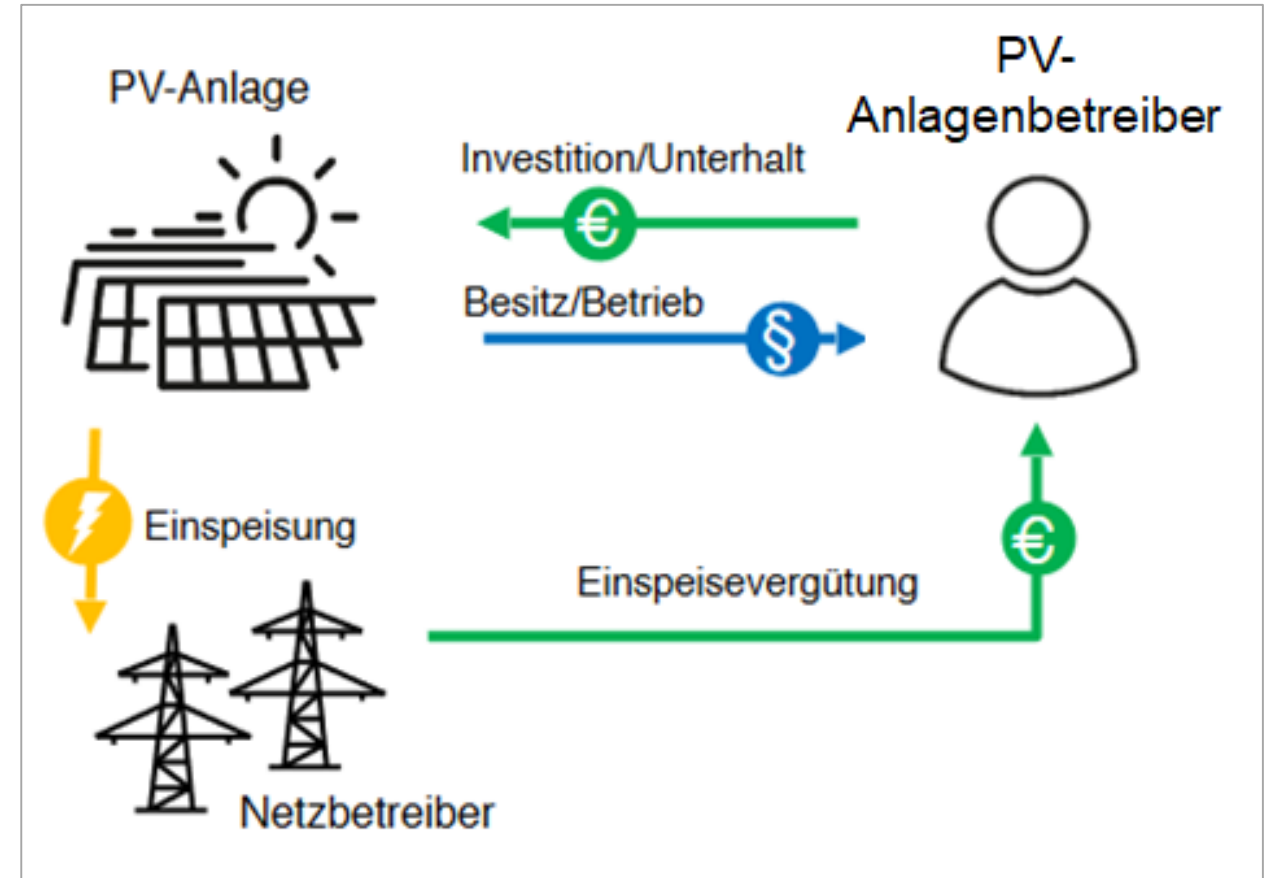 PV-Anlage
PV-
Anlagenbetreiber
Investition/Unterhalt
€
Besitz/Betrieb
§
Einspeisung
€
Einspeisevergütung
Netzbetreiber